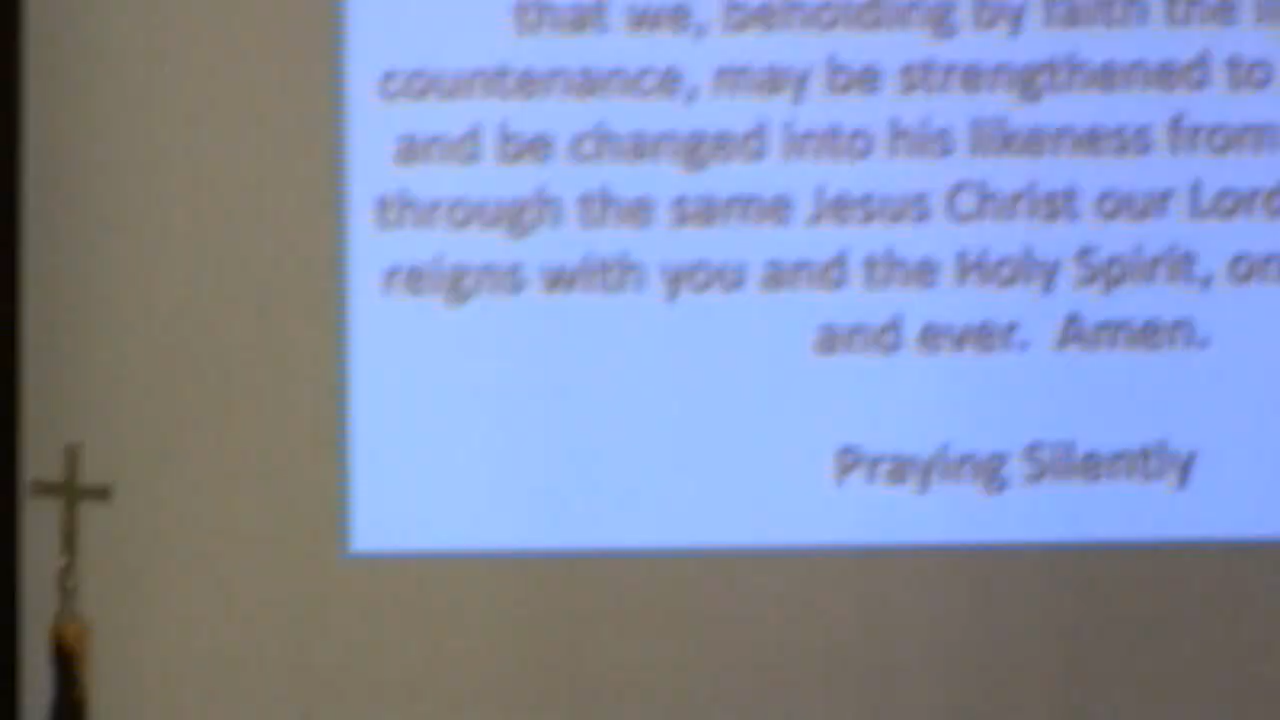 that we, beholding by faith the
countenance, may be strengthened to
and be changed into his likeness from
through the same Jesus Christ our Lord
reigns with you and the Holy Spirit,
and ever. Amen.
Praying Silently